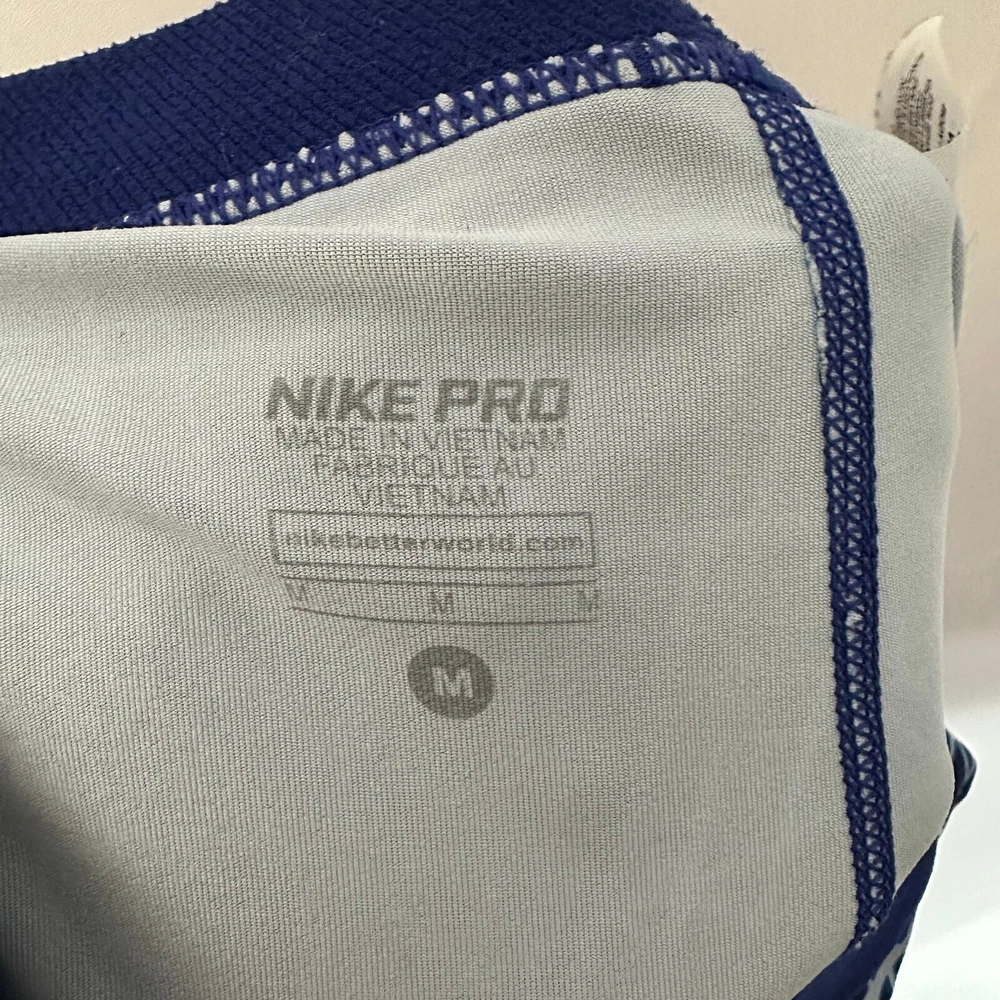 NIKE PRO
MADE IN VIETNAM
FABRIQUE AU
VIETNAM
nikebetterworld.com
M M M
M